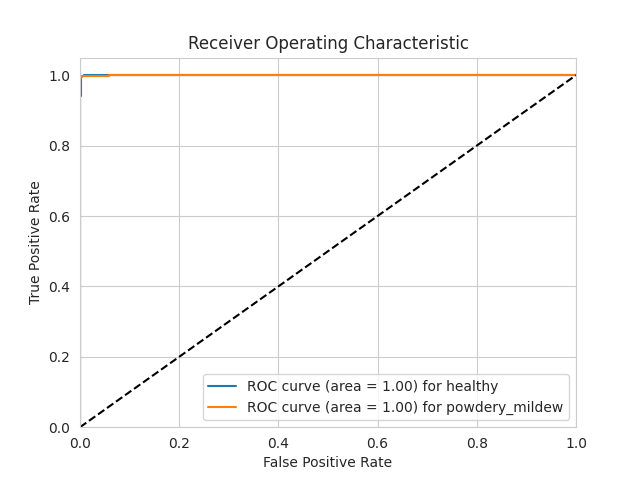 Receiver Operating Characteristic
True Positive Rate
1.0
0.8
0.6
0.4
0.2
0.0
ROC curve (area = 1.00) for healthy
ROC curve (area = 1.00) for powdery_mildew
0.0 0.2 0.4 0.6 0.8 1.0
False Positive Rate